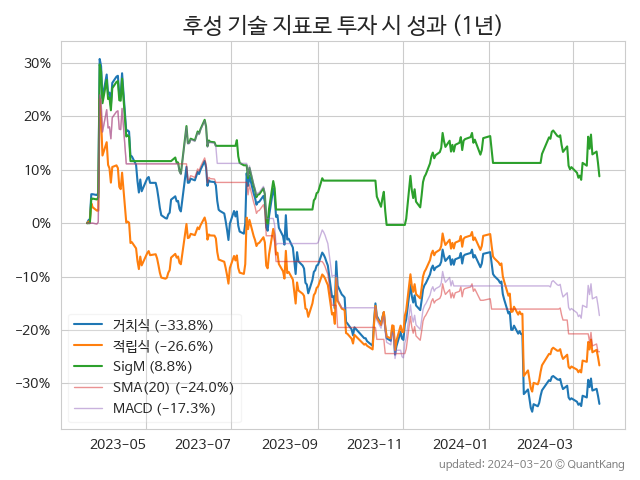 후성 기술 지표로 투자 시 성과 (1년)
30%
20%
10%
0%
−10%
−20%
−30%
거치식 (−33.8%)
적립식 (−26.6%)
SigM (8.8%)
SMA(20) (−24.0%)
MACD (−17.3%)
2023−05
2023−07
2023−09
2023−11
2024−01
2024−03
updated: 2024−03−20 © QuantKang